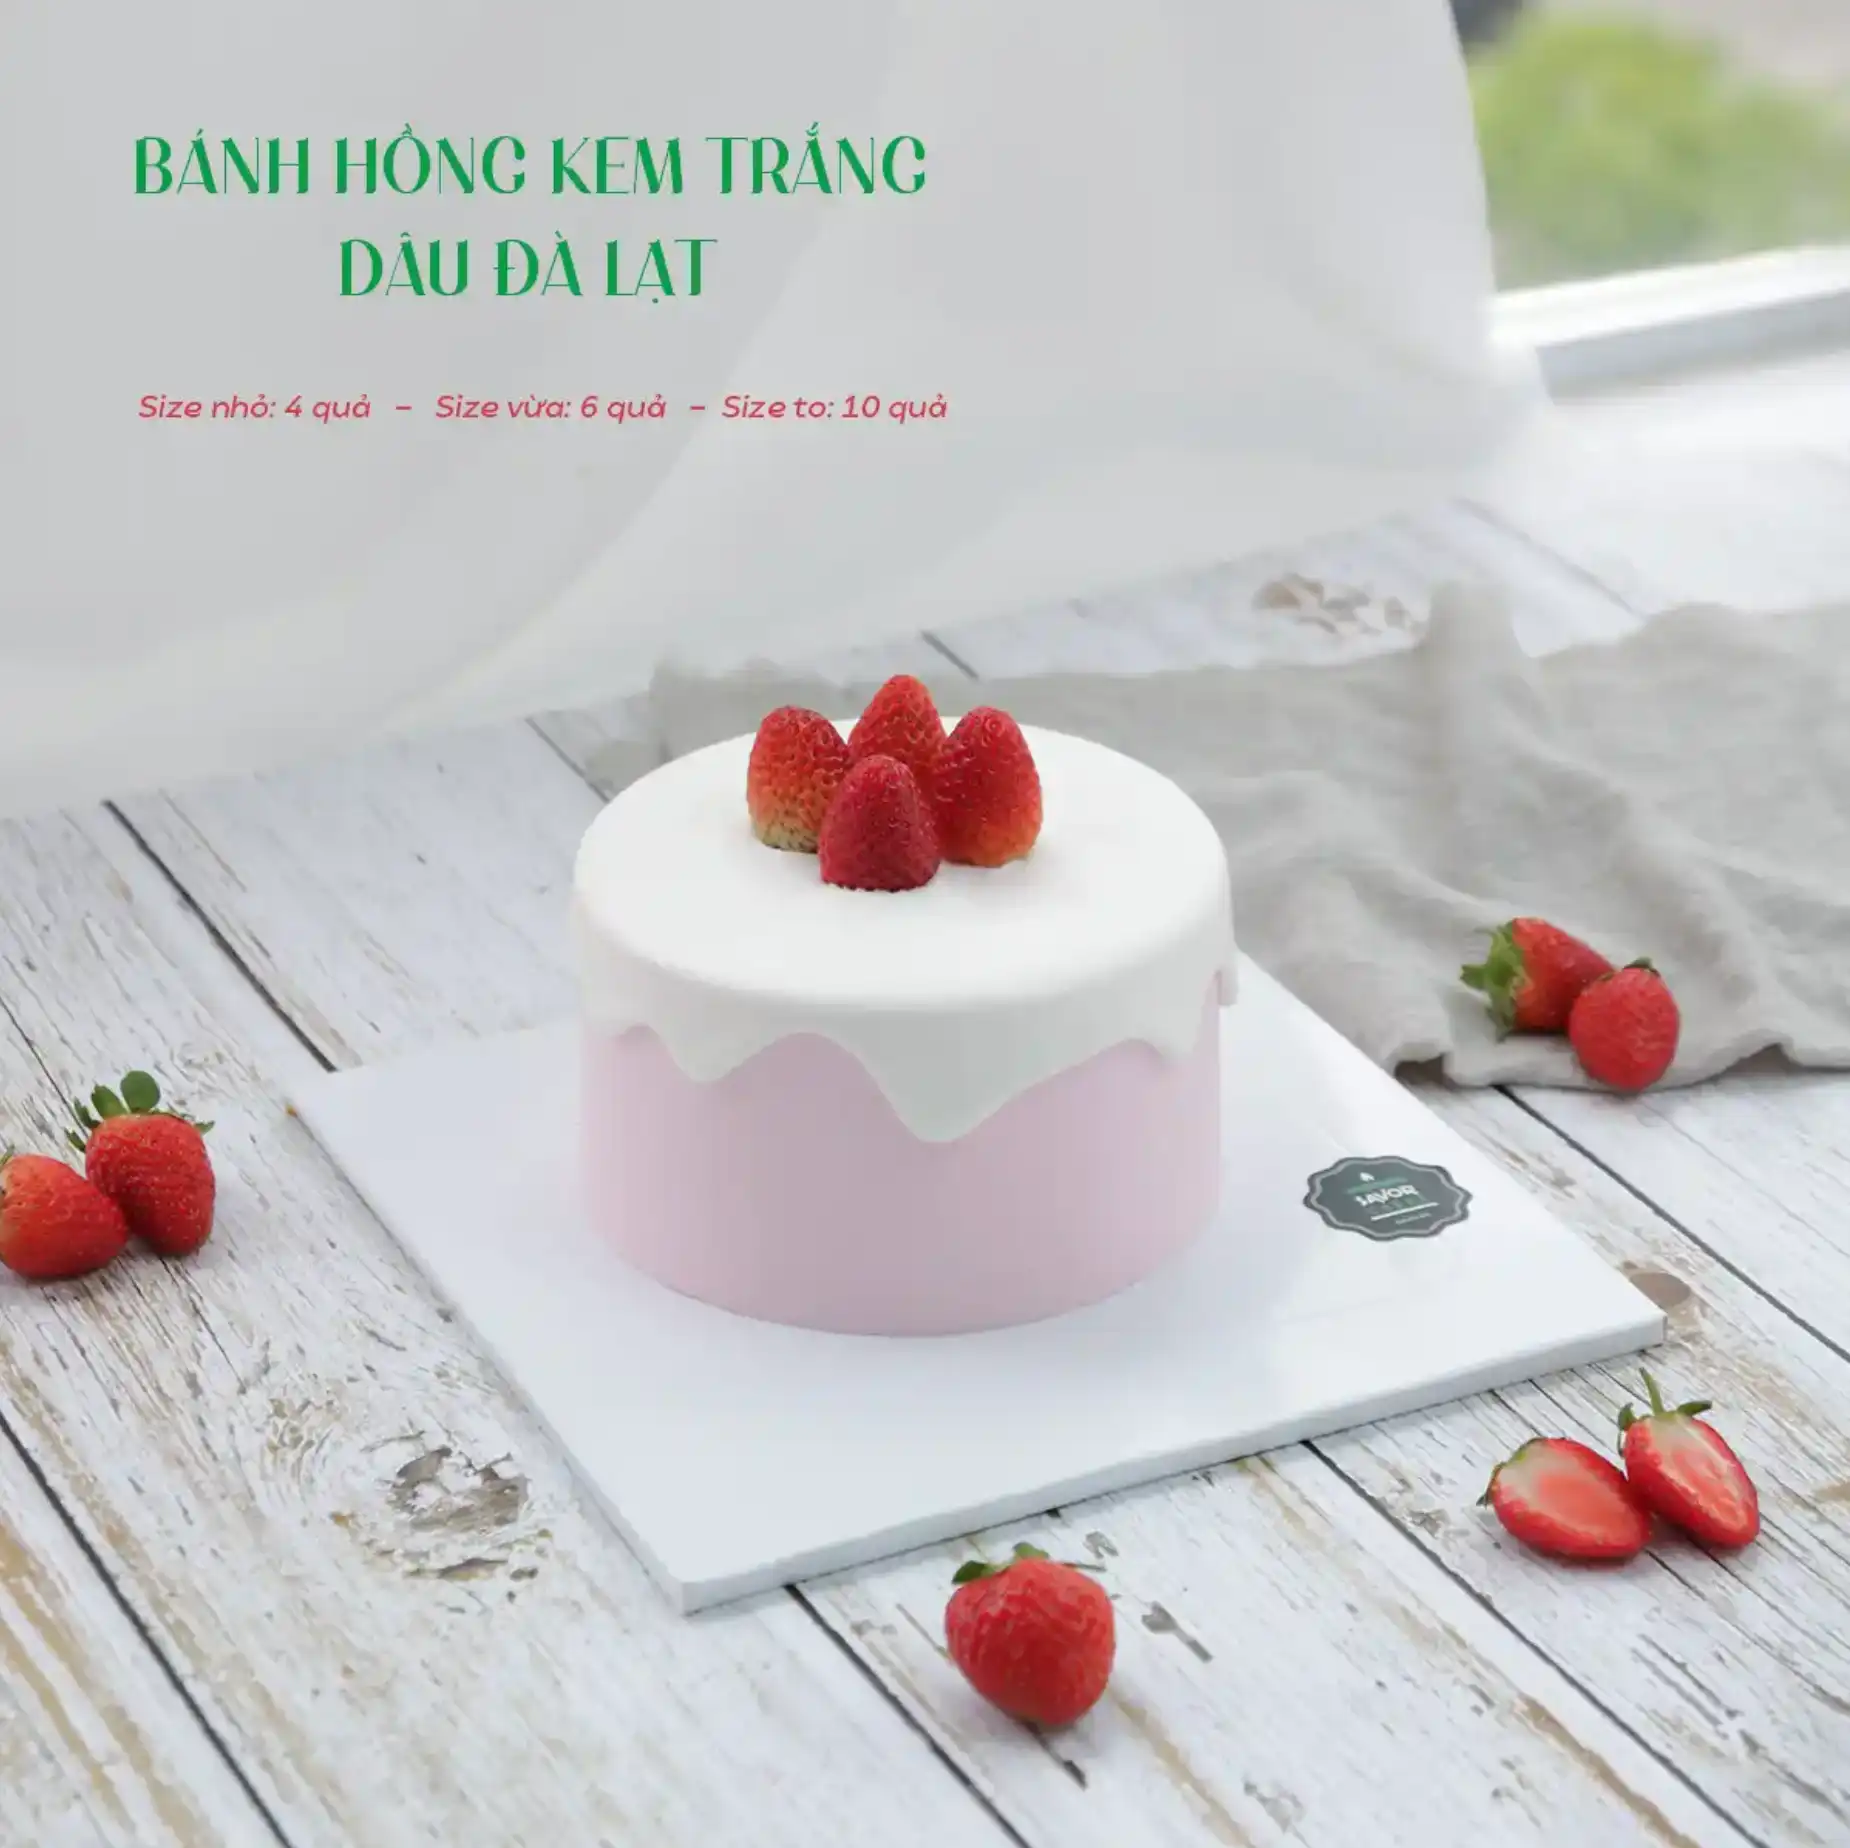 BÁNH HỒNG KEM TRẮNG
DÂU ĐÀ LẠT
Size nhỏ: 4 quả – Size vừa: 6 quả – Size to: 10 quả
SAVOR